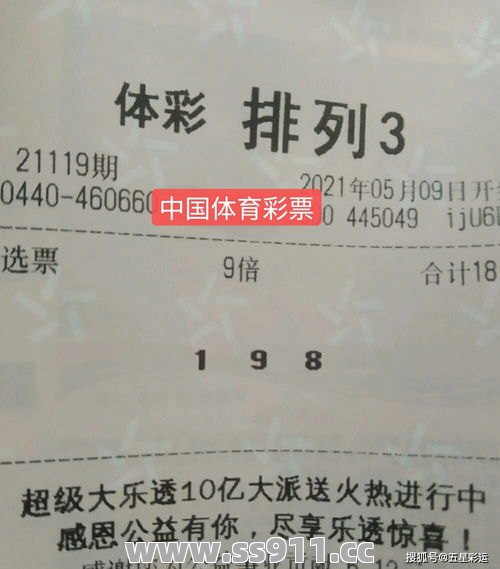 体彩 排列3
21119期
2021年05月09日开
0440-460660 中国体育彩票 0 445049 ijU6
选票 9倍 合计18
1 9 8
超级大乐透10亿大派送火热进行中
感恩公益有你，尽享乐透惊喜！
www.ss911.cc
搜狐号@五星彩运